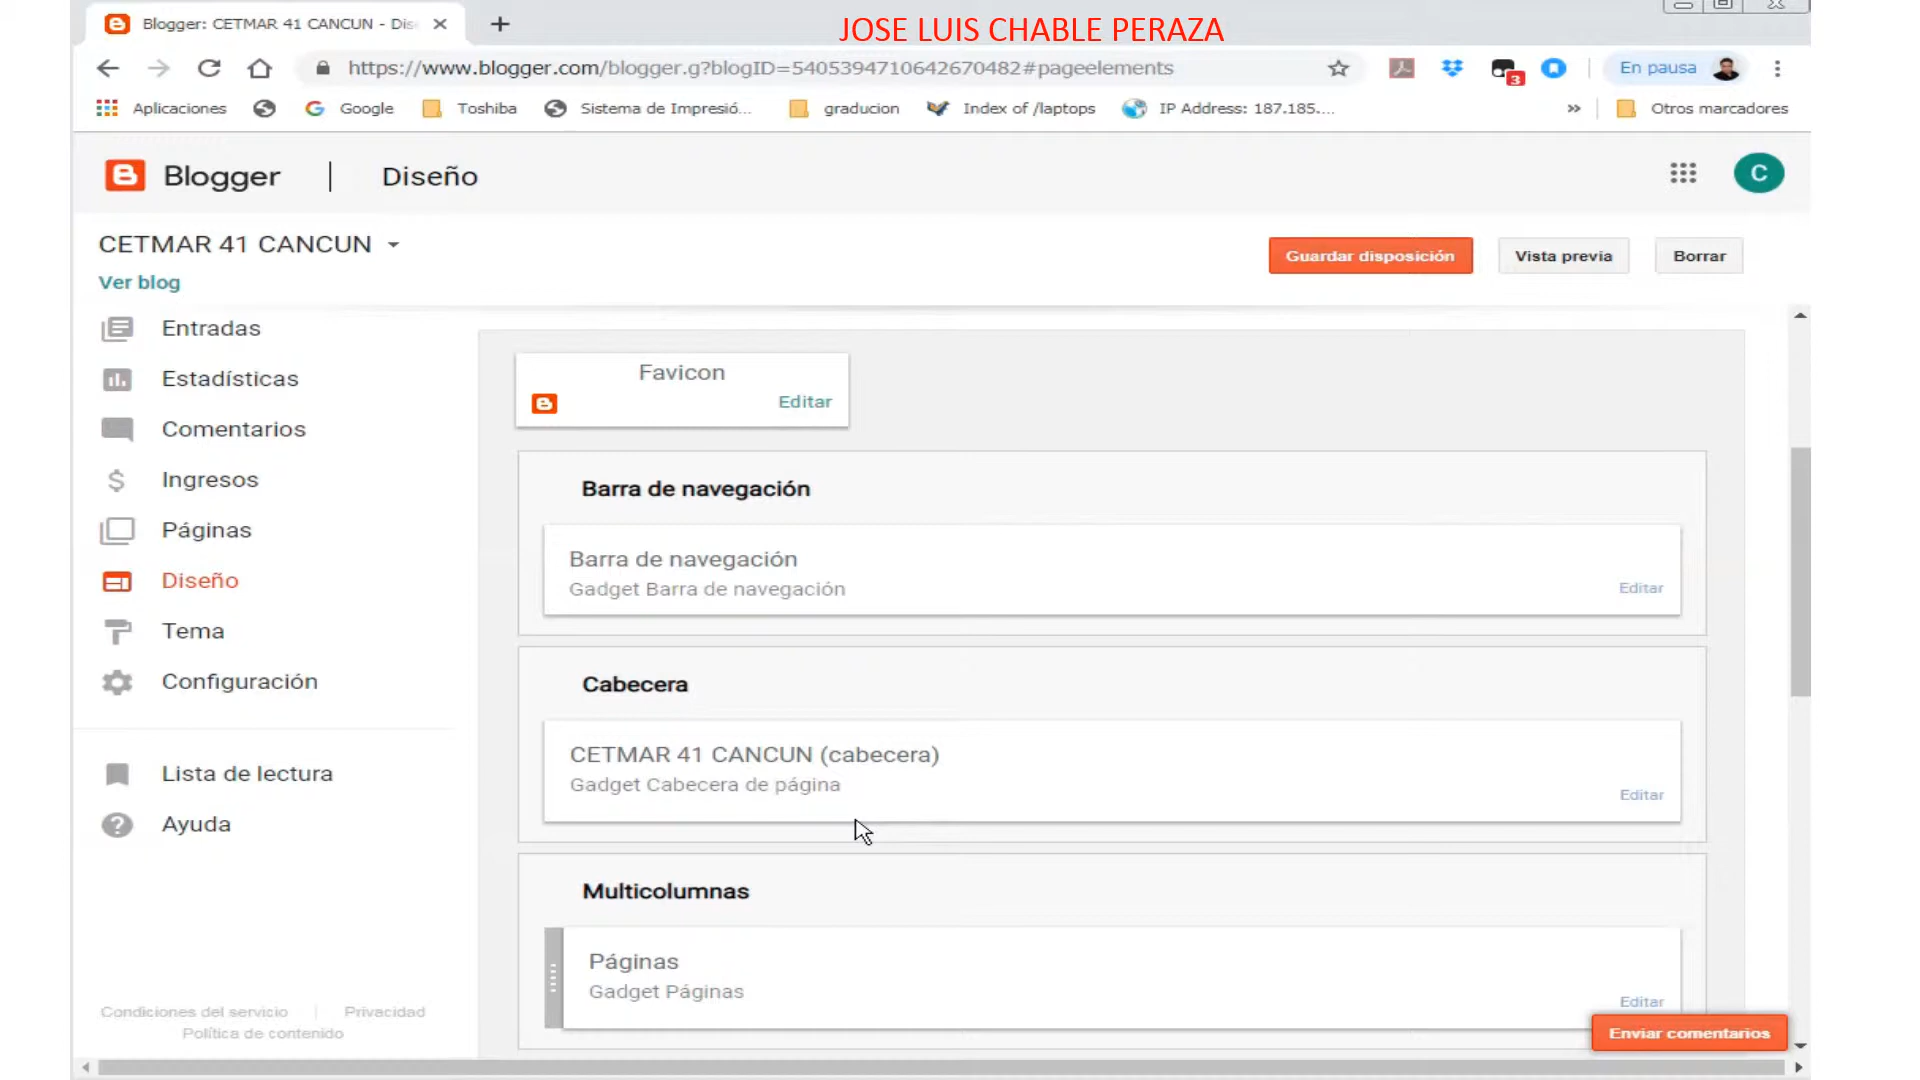 Blogger: CETMAR 41 CANCUN - Dis
JOSE LUIS CHABLE PERAZA
https://www.blogger.com/blogger.g?blogID=5405394710642670482#pageelements
3
En pausa
Aplicaciones
Google
Toshiba
Sistema de Impresió...
graducion
Index of /laptops
IP Address: 187.185....
»
Otros marcadores
Blogger | Diseño
C
CETMAR 41 CANCUN
Guardar disposición
Vista previa
Borrar
Ver blog
Entradas
Estadísticas
Comentarios
Ingresos
Páginas
Diseño
Tema
Configuración
Lista de lectura
Ayuda
Condiciones del servicio | Privacidad
Política de contenido
Favicon
Editar
Barra de navegación
Barra de navegación
Gadget Barra de navegación
Editar
Cabecera
CETMAR 41 CANCUN (cabecera)
Gadget Cabecera de página
Editar
Multicolumnas
Páginas
Gadget Páginas
Editar
Enviar comentarios